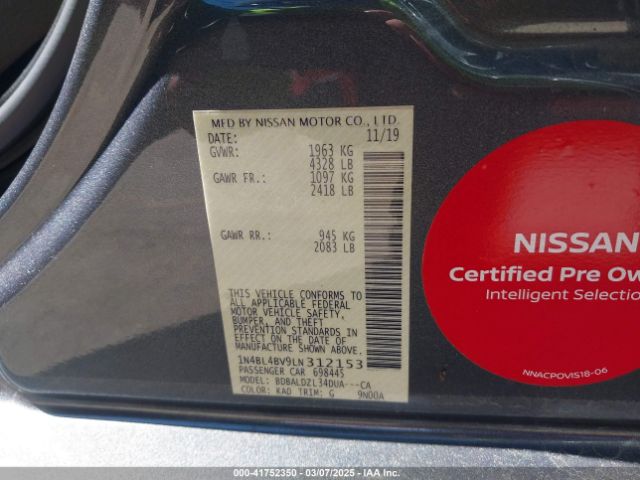 MFD BY NISSAN MOTOR CO., LTD.
DATE: 11/19
GVWR: 1963 KG
4328 LB
GAWR FR.: 1097 KG
2418 LB
GAWR RR.: 945 KG
2083 LB
THIS VEHICLE CONFORMS TO
ALL APPLICABLE FEDERAL
MOTOR VEHICLE SAFETY,
BUMPER, AND THEFT
PREVENTION STANDARDS IN
EFFECT ON THE DATE OF
MANUFACTURE SHOWN ABOVE.
1N4BL4BV9LN312153
PASSENGER CAR 698445
MODEL: BDBALDZL34DUA---CA
COLOR: KAD TRIM: G 9N00A
NISSAN
Certified Pre Ow
Intelligent Selectio
NNACPOVIS18-06
000-41752350 - 03/07/2025 - IAA Inc.